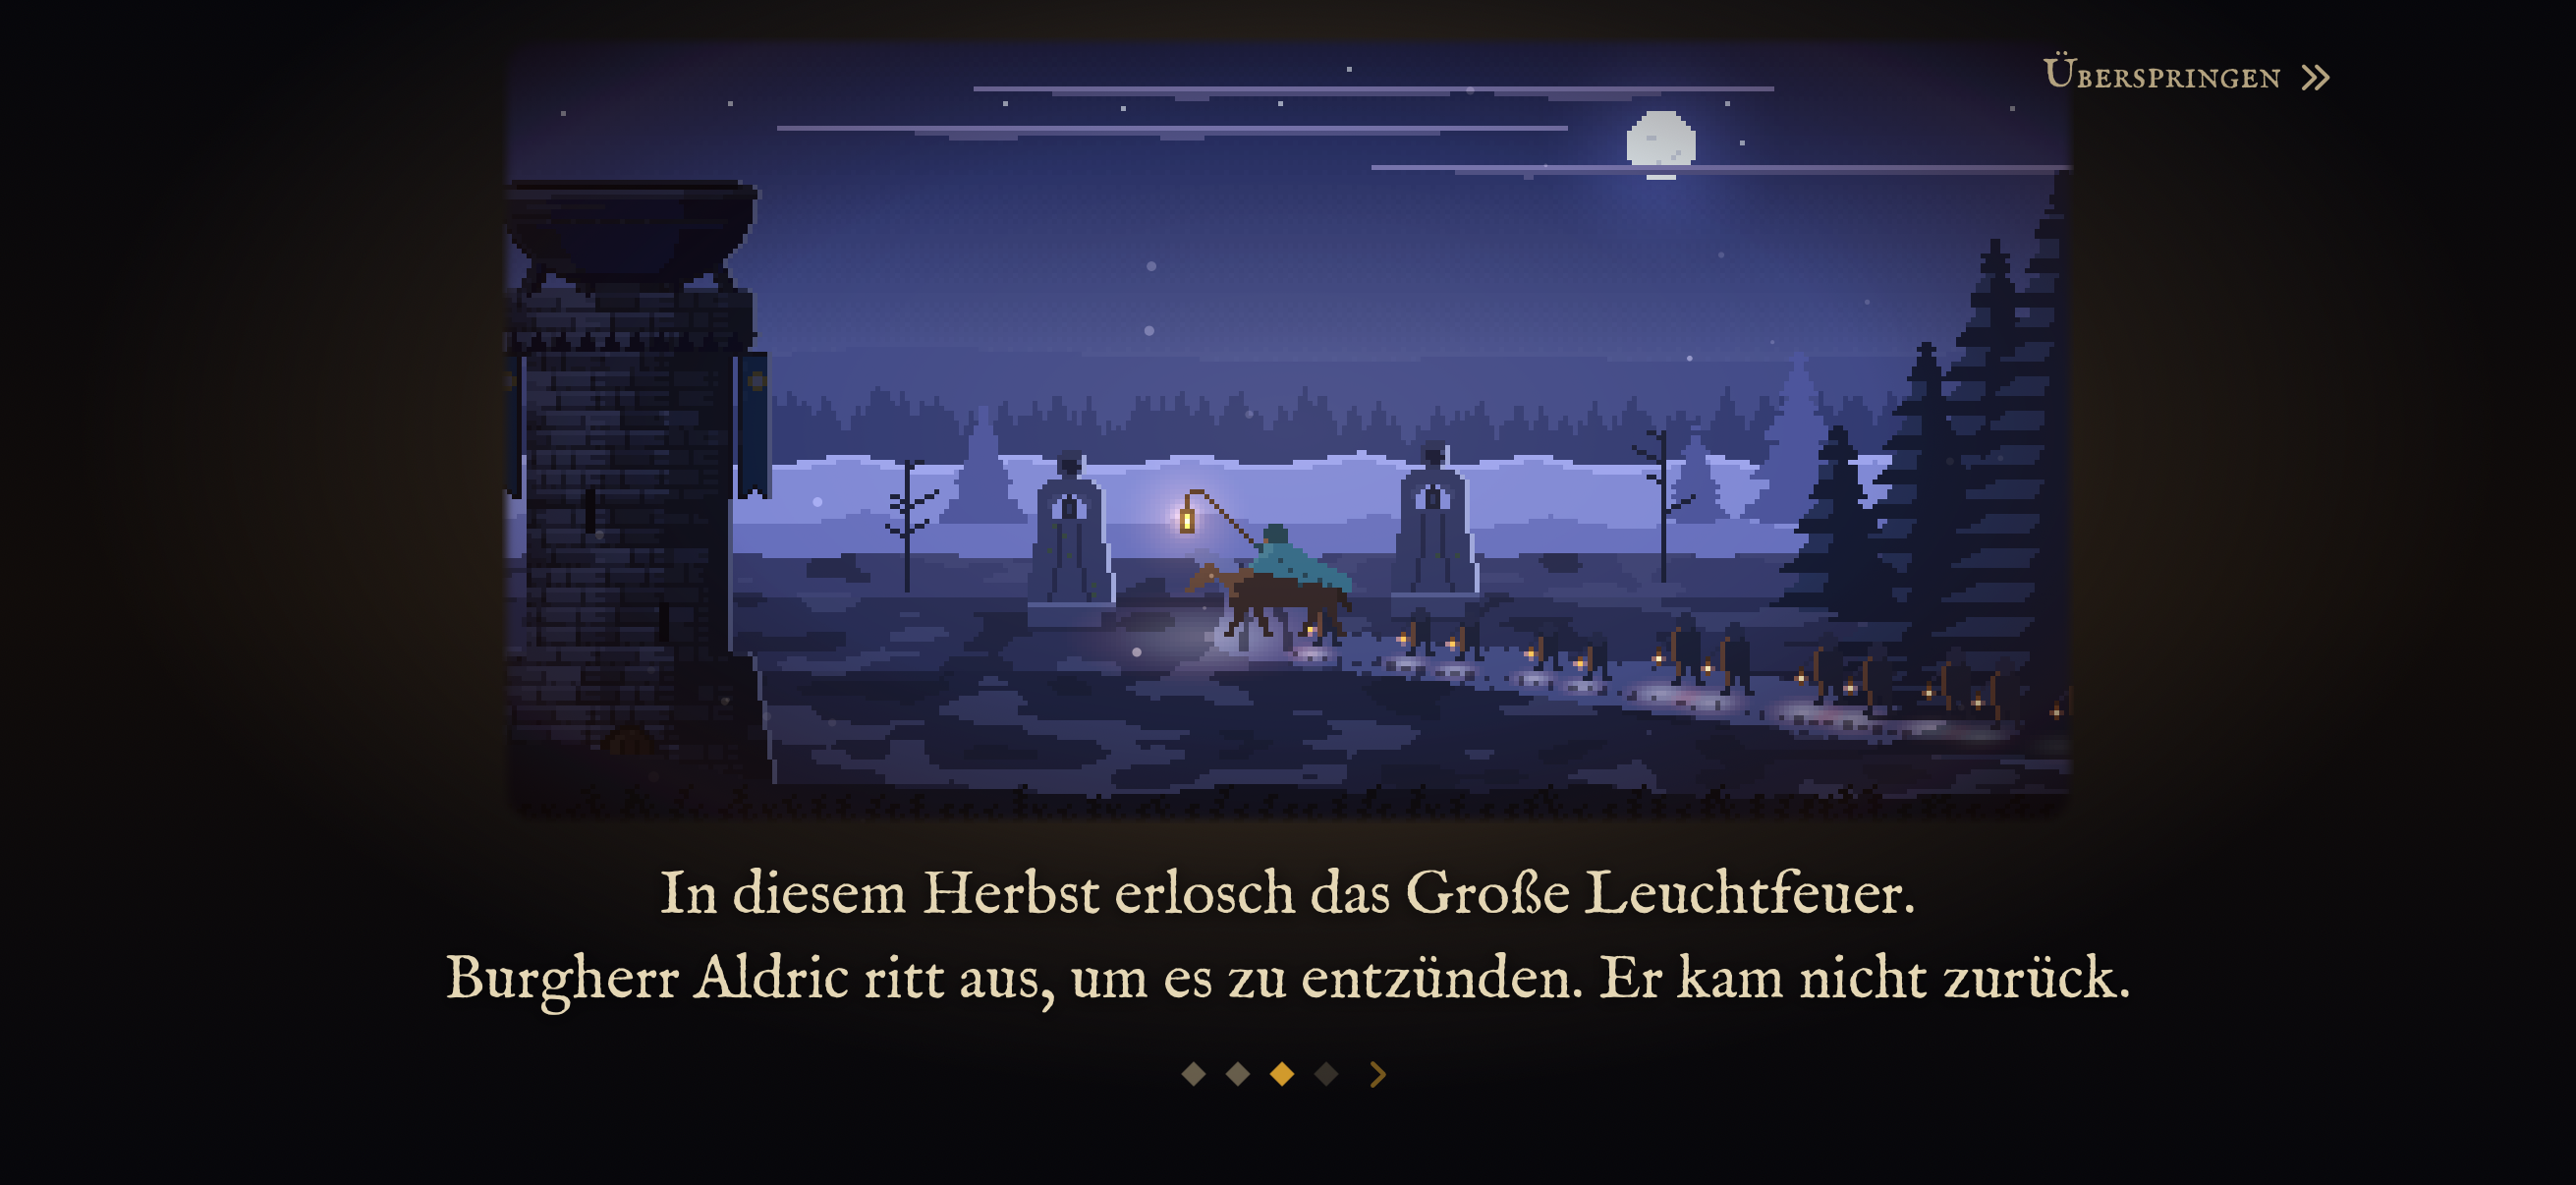 Überspringen
In diesem Herbst erlosch das Große Leuchtfeuer.
Burgherr Aldric ritt aus, um es zu entzünden. Er kam nicht zurück.